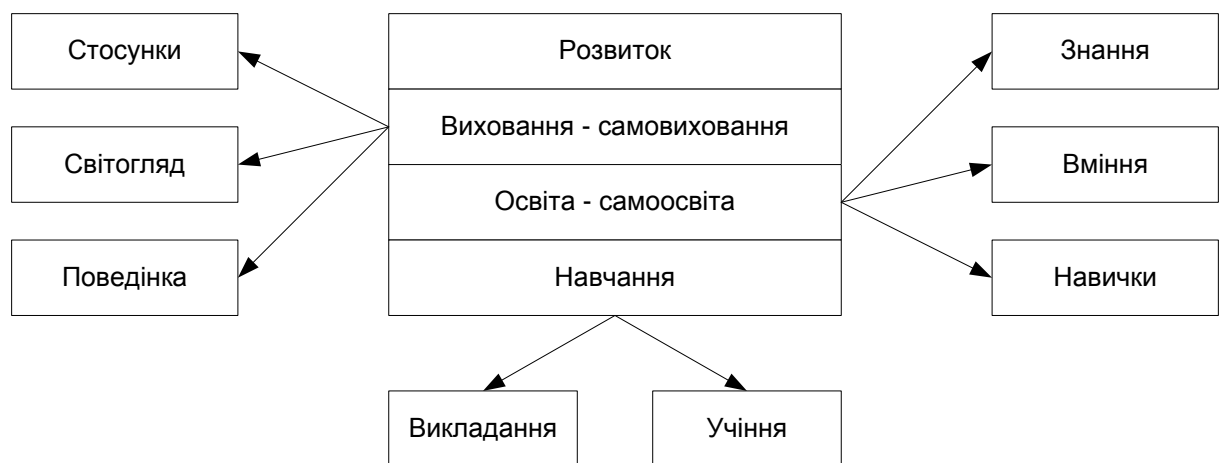 Стосунки
Розвиток
Знання
Виховання - самовиховання
Світогляд
Вміння
Освіта - самоосвіта
Поведінка
Навчання
Навички
Викладання
Учіння